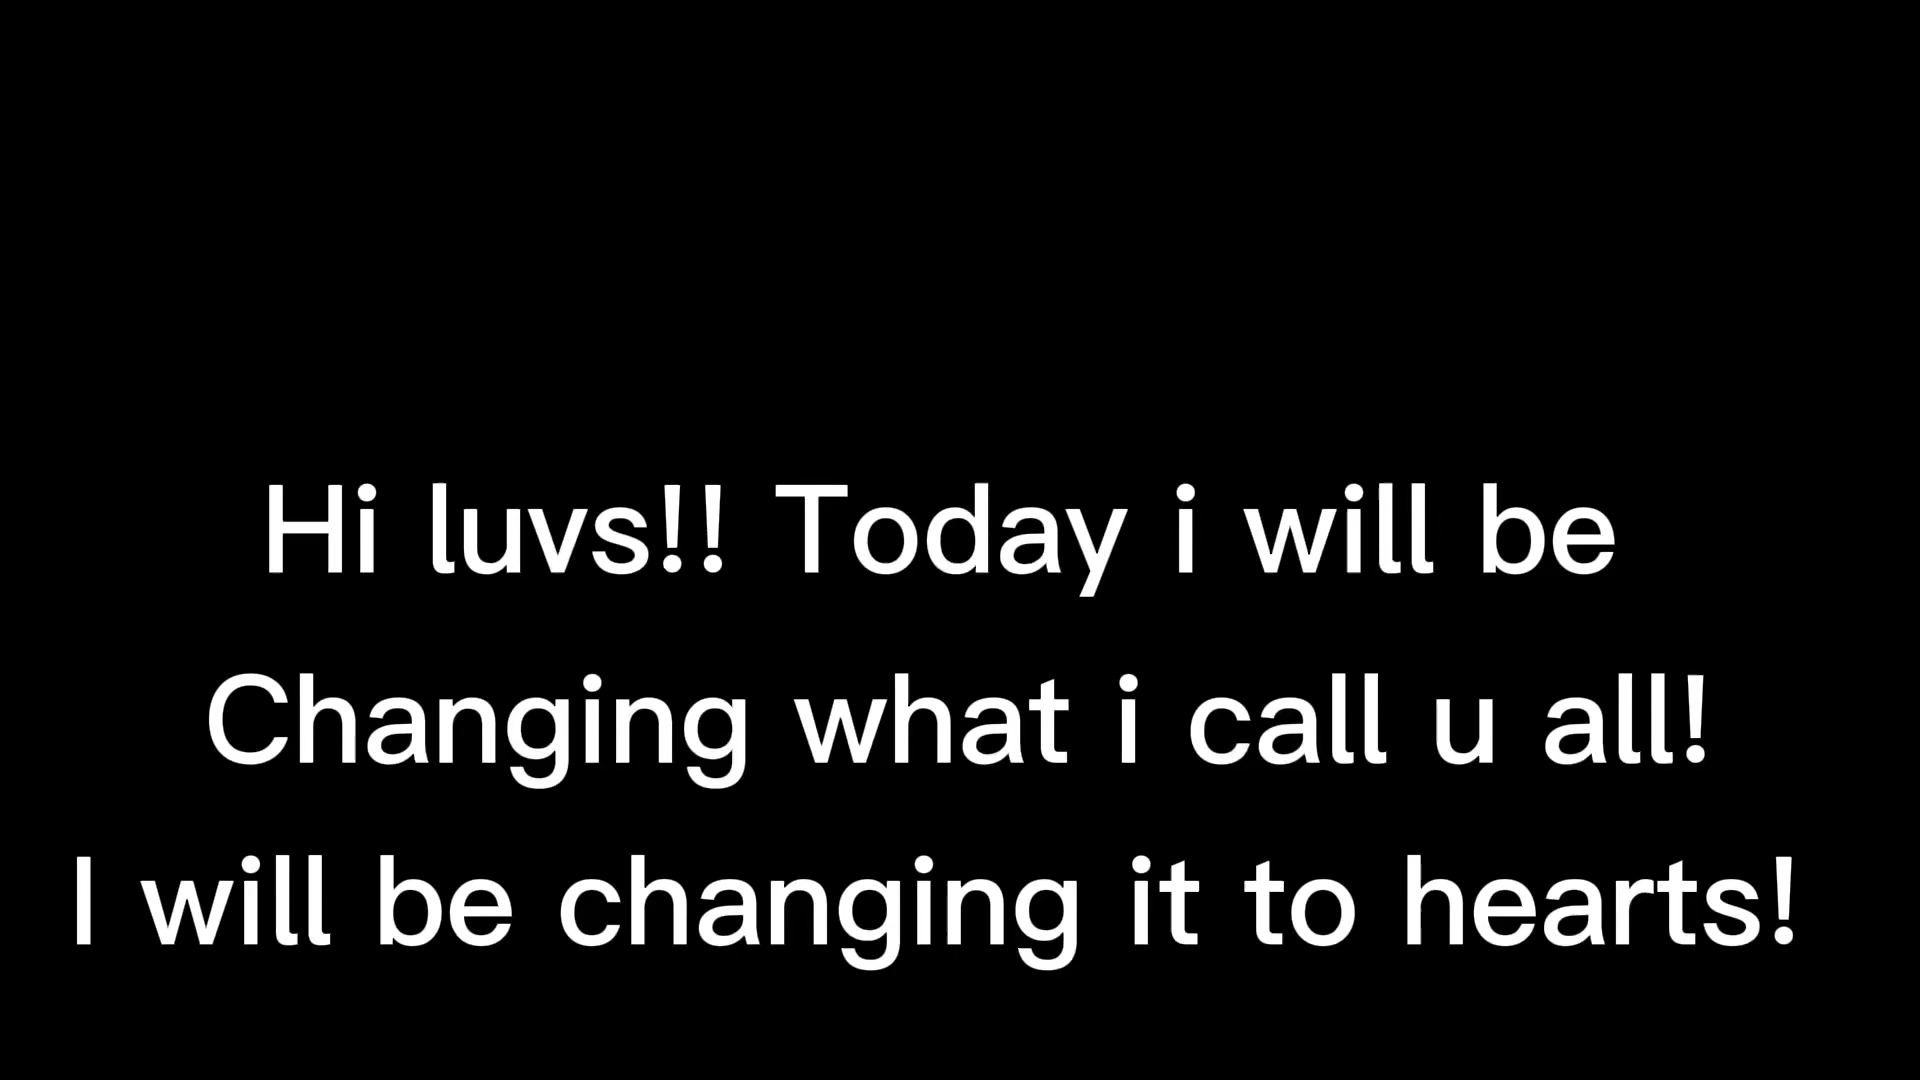 Hi luvs!! Today i will be
Changing what i call u all!
I will be changing it to hearts!